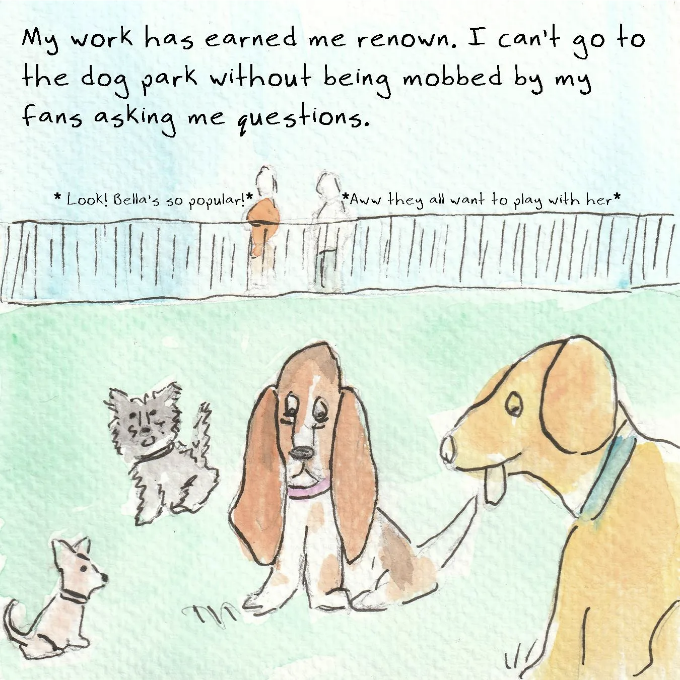 My work has earned me renown. I can't go to
the dog park without being mobbed by my
fans asking me questions.
* Look! Bella's so popular!*
*Aww they all want to play with her*